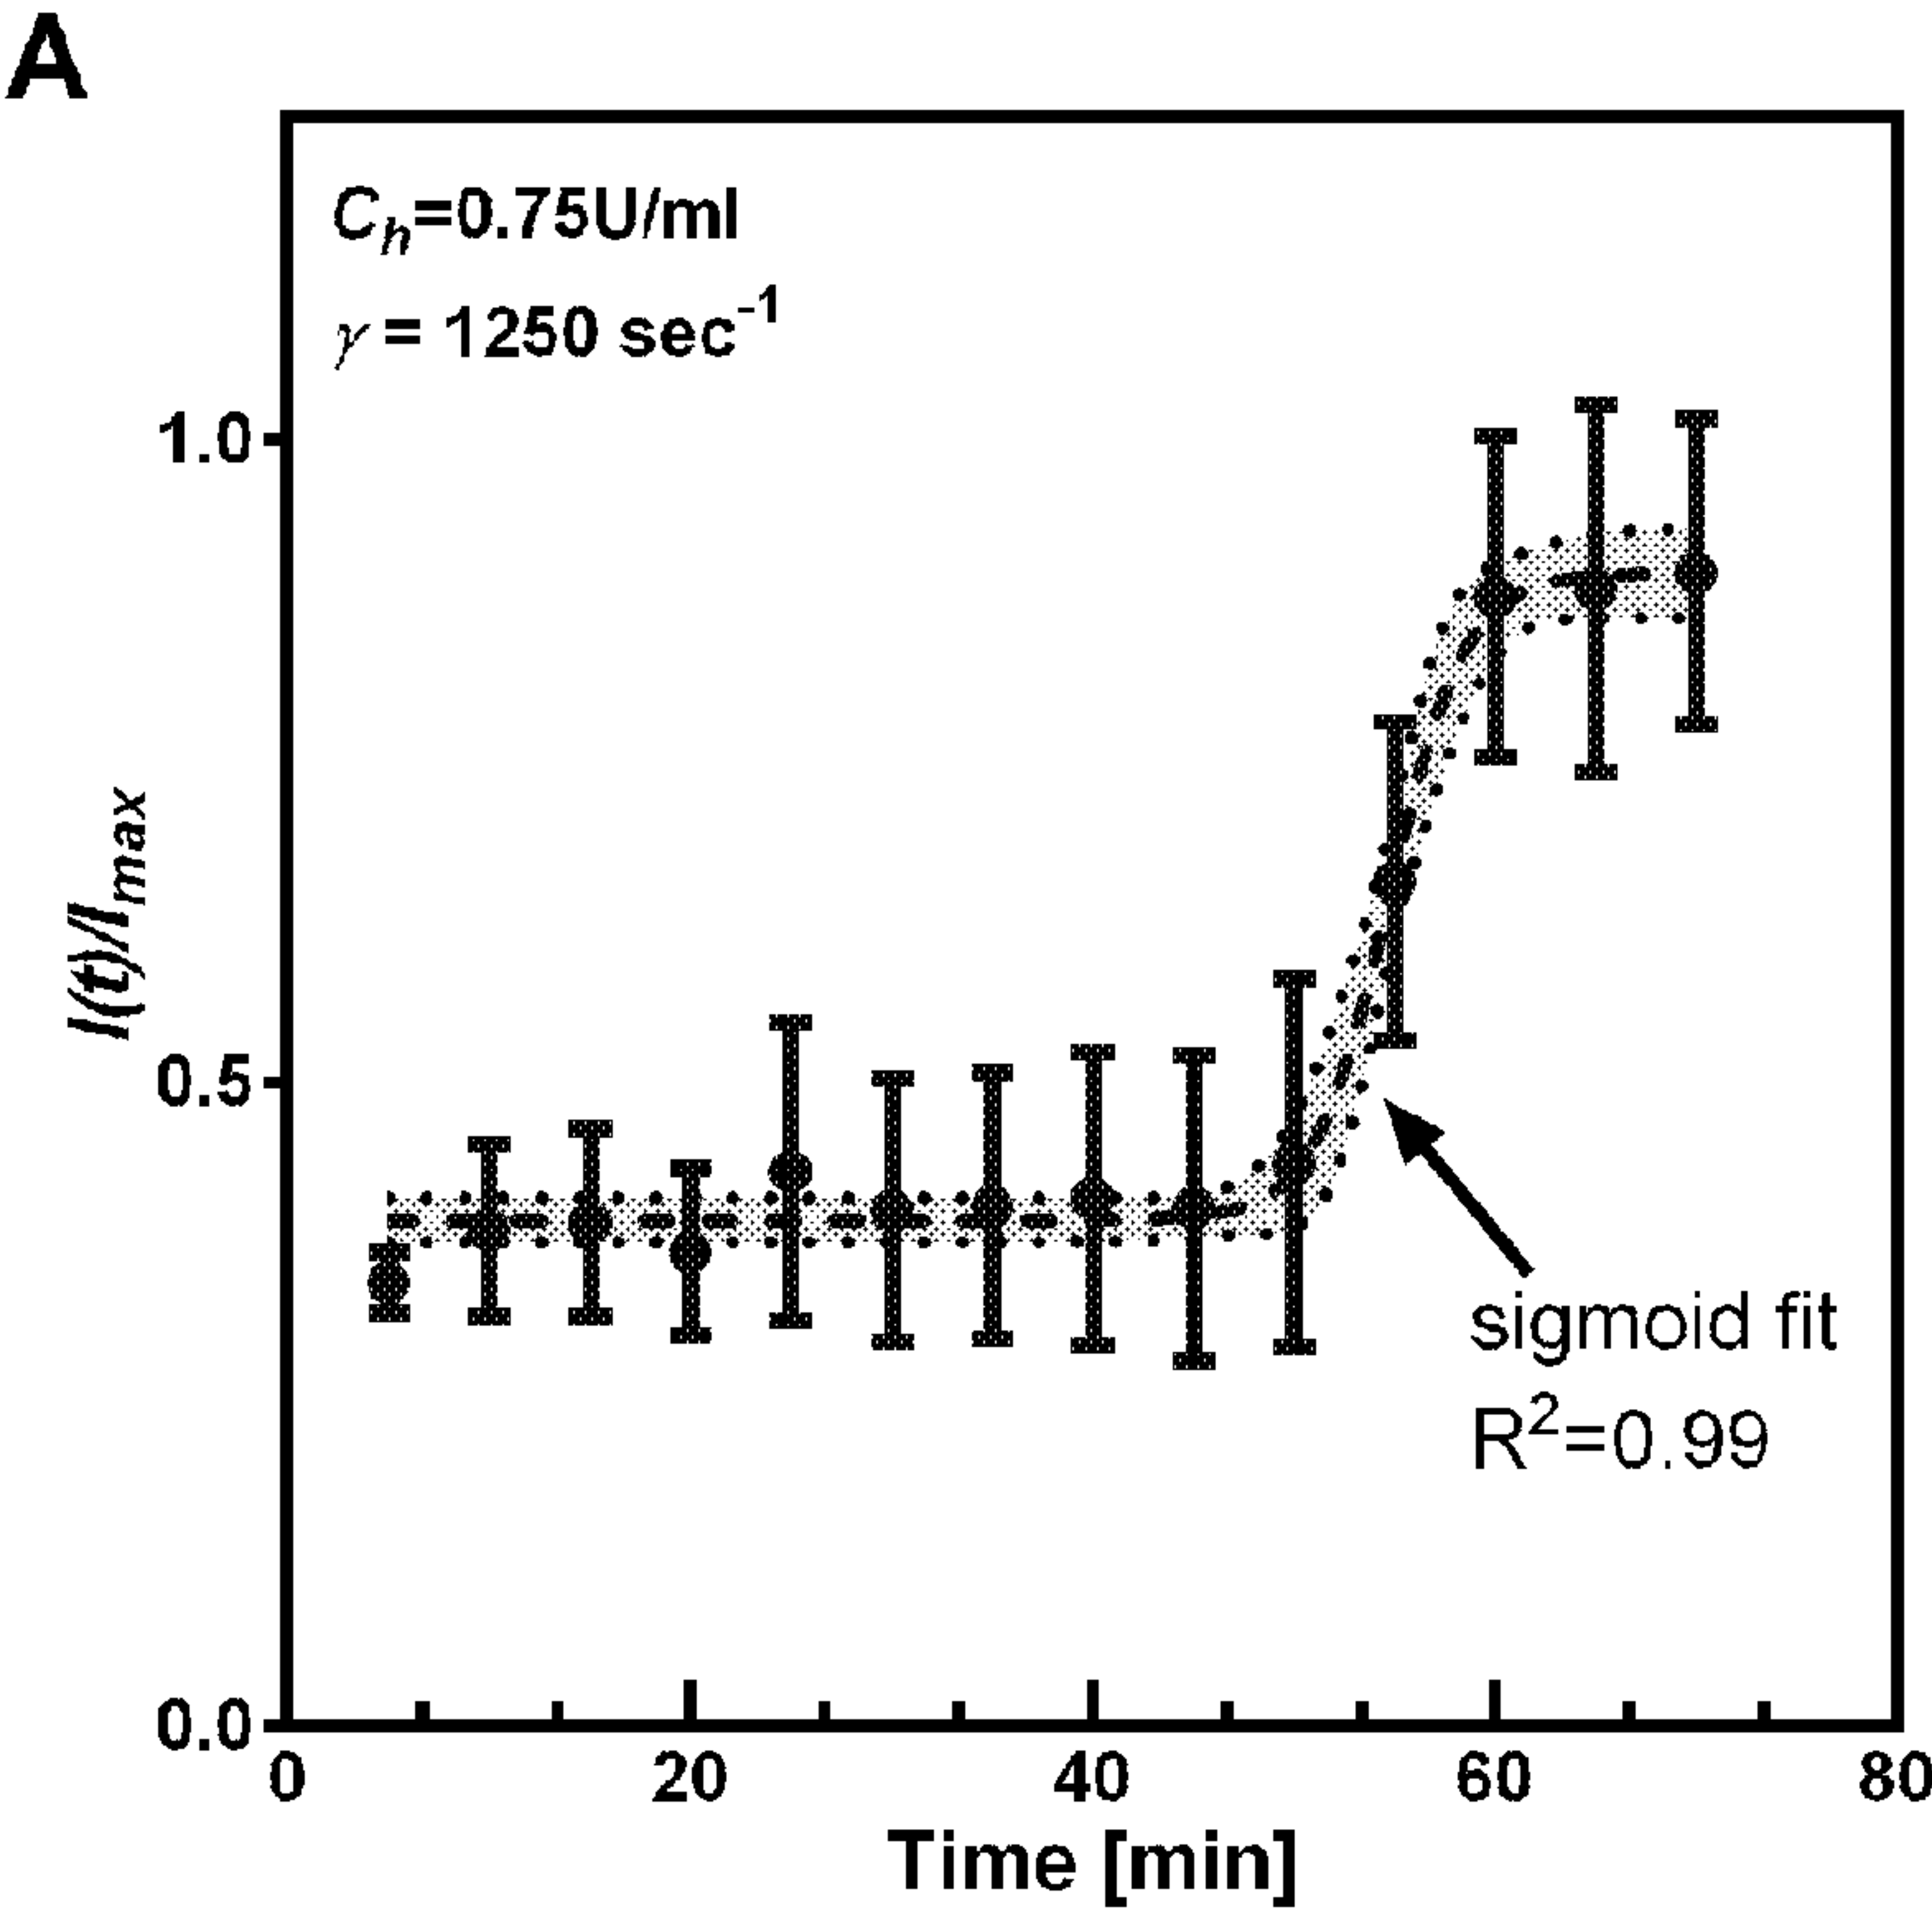 A
Cₕ=0.75U/ml
γ = 1250 sec⁻¹
1.0
0.5
0.0
I(t)/Iₘₐₓ
sigmoid fit
R²=0.99
0 20 40 60 80
Time [min]